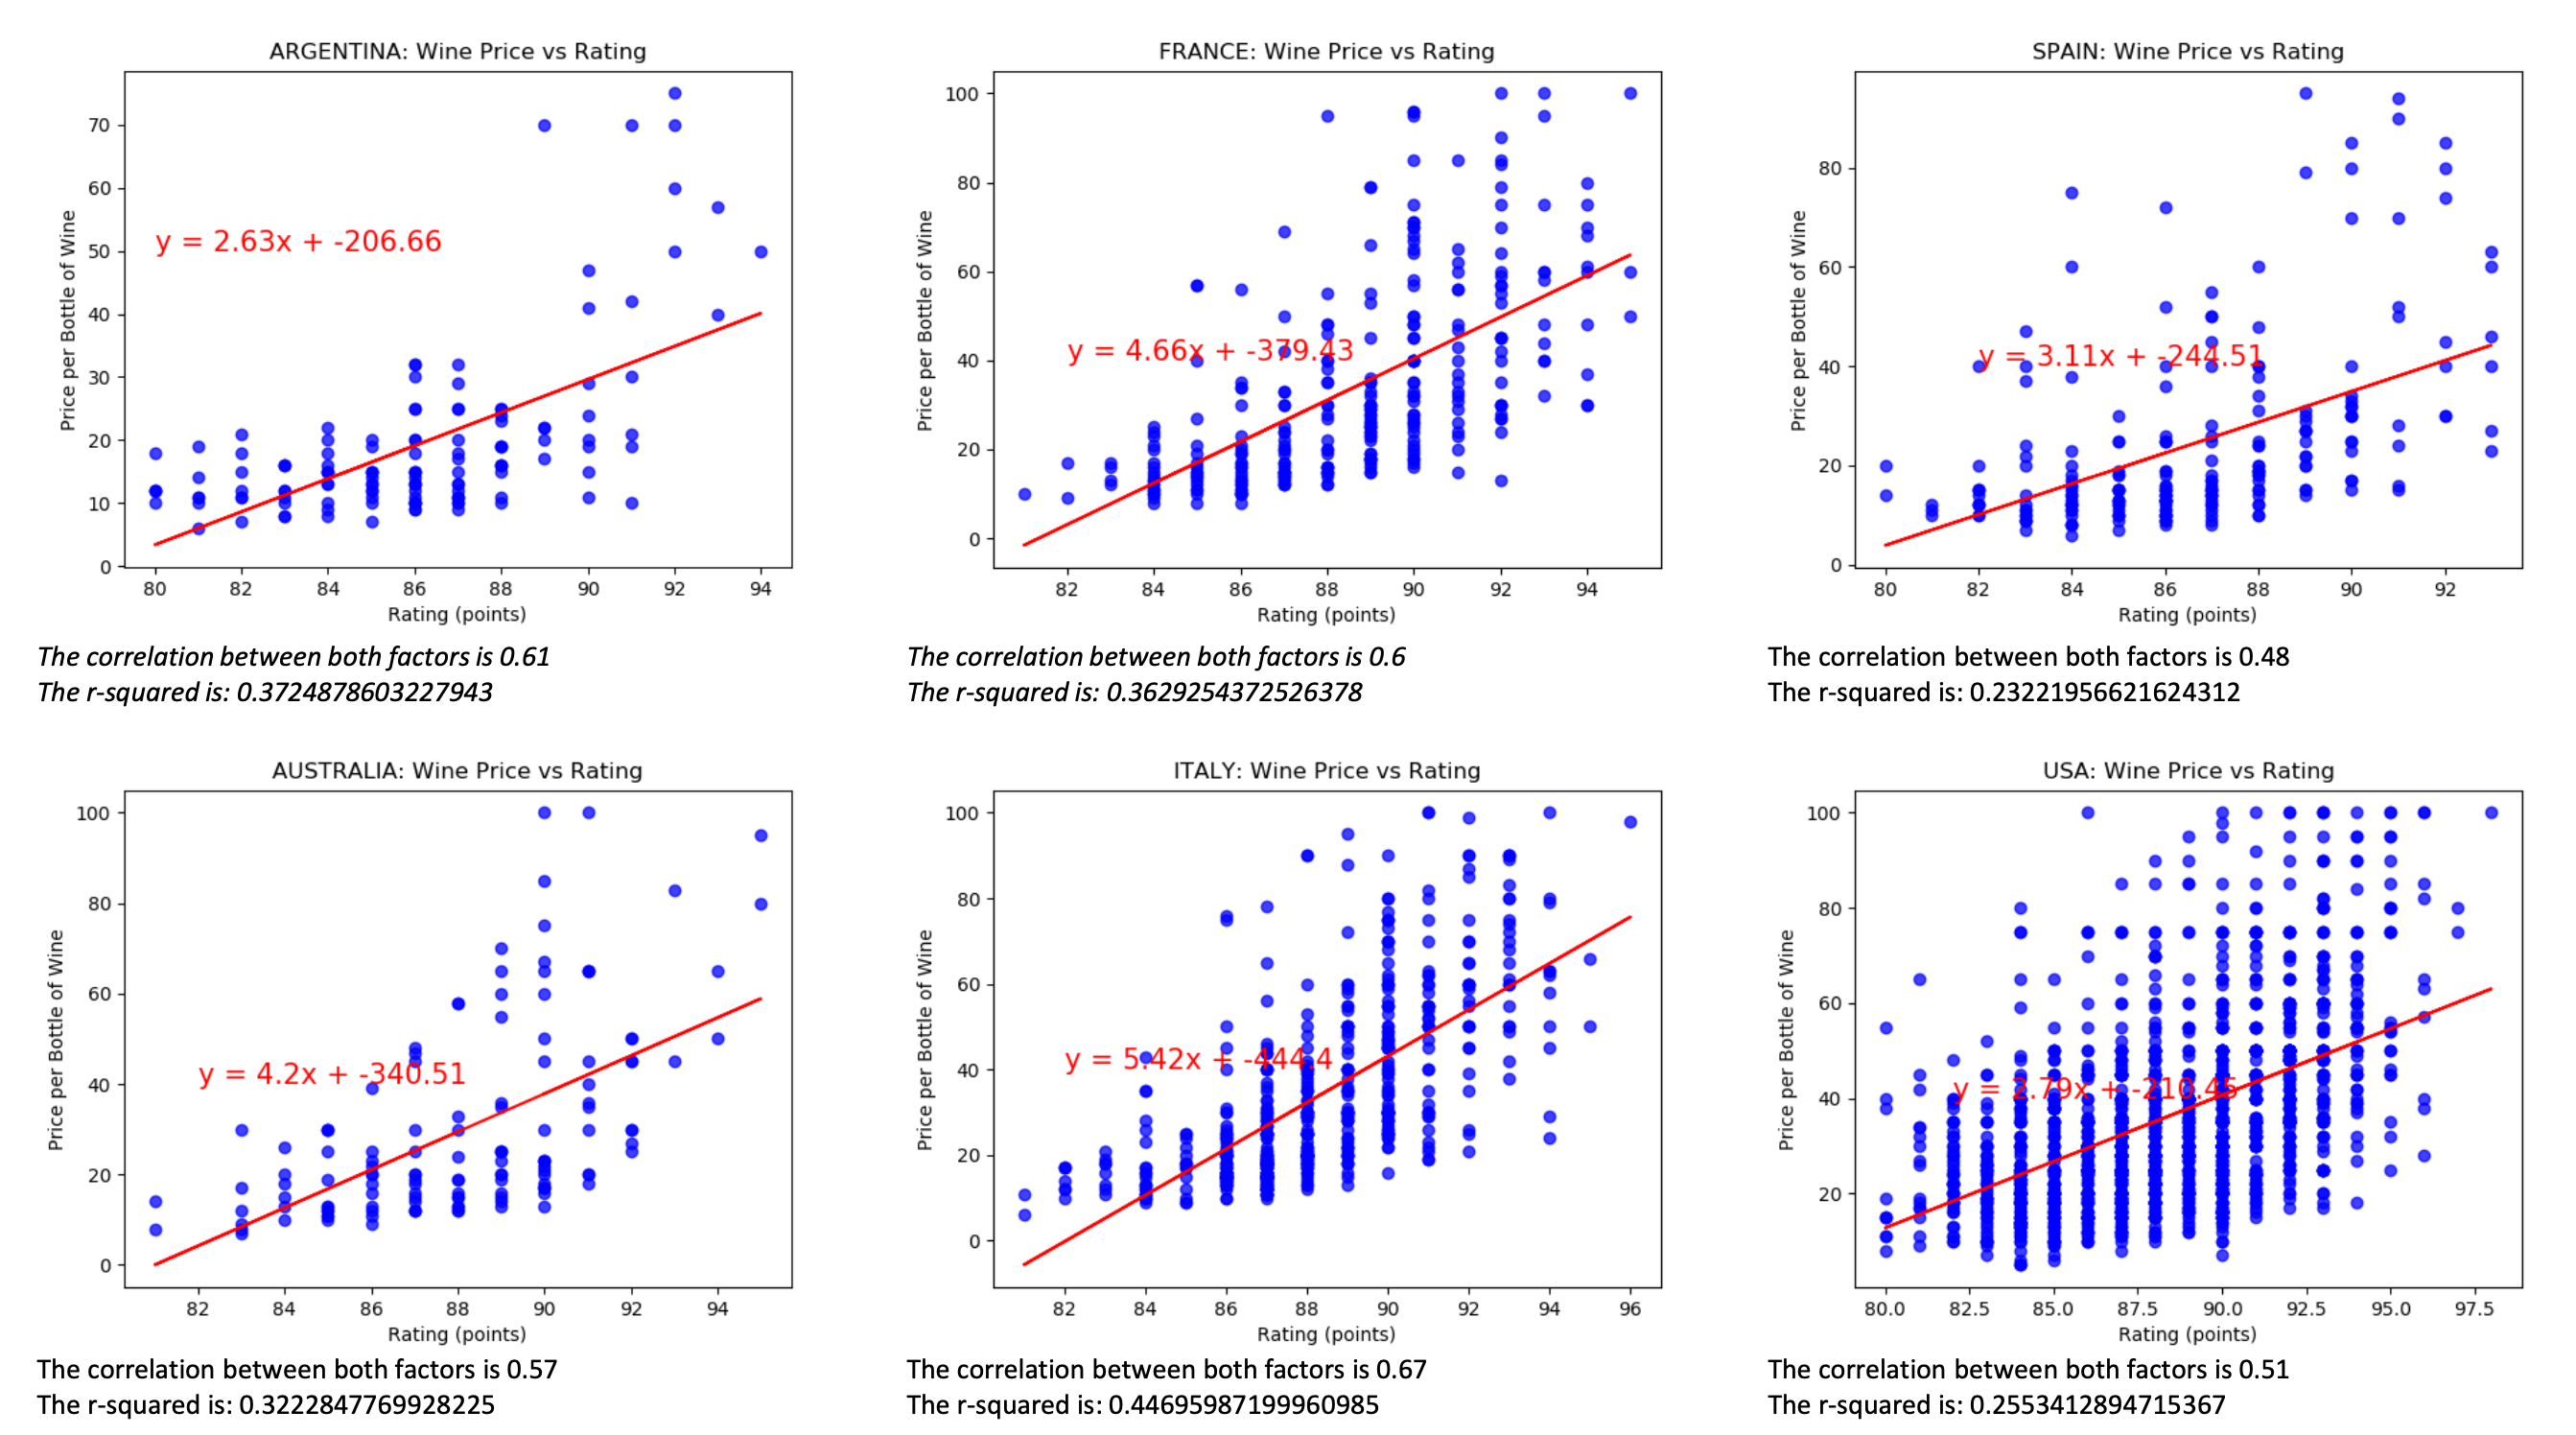 ARGENTINA: Wine Price vs Rating
Price per Bottle of Wine
70
60
50
40
30
20
10
0
y = 2.63x + -206.66
80 82 84 86 88 90 92 94
Rating (points)
The correlation between both factors is 0.61
The r-squared is: 0.3724878603227943
FRANCE: Wine Price vs Rating
Price per Bottle of Wine
100
80
60
40
20
0
y = 4.66x + -379.43
82 84 86 88 90 92 94
Rating (points)
The correlation between both factors is 0.6
The r-squared is: 0.3629254372526378
SPAIN: Wine Price vs Rating
Price per Bottle of Wine
80
60
40
20
0
y = 3.11x + -244.51
80 82 84 86 88 90 92
Rating (points)
The correlation between both factors is 0.48
The r-squared is: 0.23221956621624312
AUSTRALIA: Wine Price vs Rating
Price per Bottle of Wine
100
80
60
40
20
0
y = 4.2x + -340.51
82 84 86 88 90 92 94
Rating (points)
The correlation between both factors is 0.57
The r-squared is: 0.3222847769928225
ITALY: Wine Price vs Rating
Price per Bottle of Wine
100
80
60
40
20
0
y = 5.42x + -444.4
82 84 86 88 90 92 94 96
Rating (points)
The correlation between both factors is 0.67
The r-squared is: 0.44695987199960985
USA: Wine Price vs Rating
Price per Bottle of Wine
100
80
60
40
20
y = 2.79x + -210.45
80.0 82.5 85.0 87.5 90.0 92.5 95.0 97.5
Rating (points)
The correlation between both factors is 0.51
The r-squared is: 0.2553412894715367